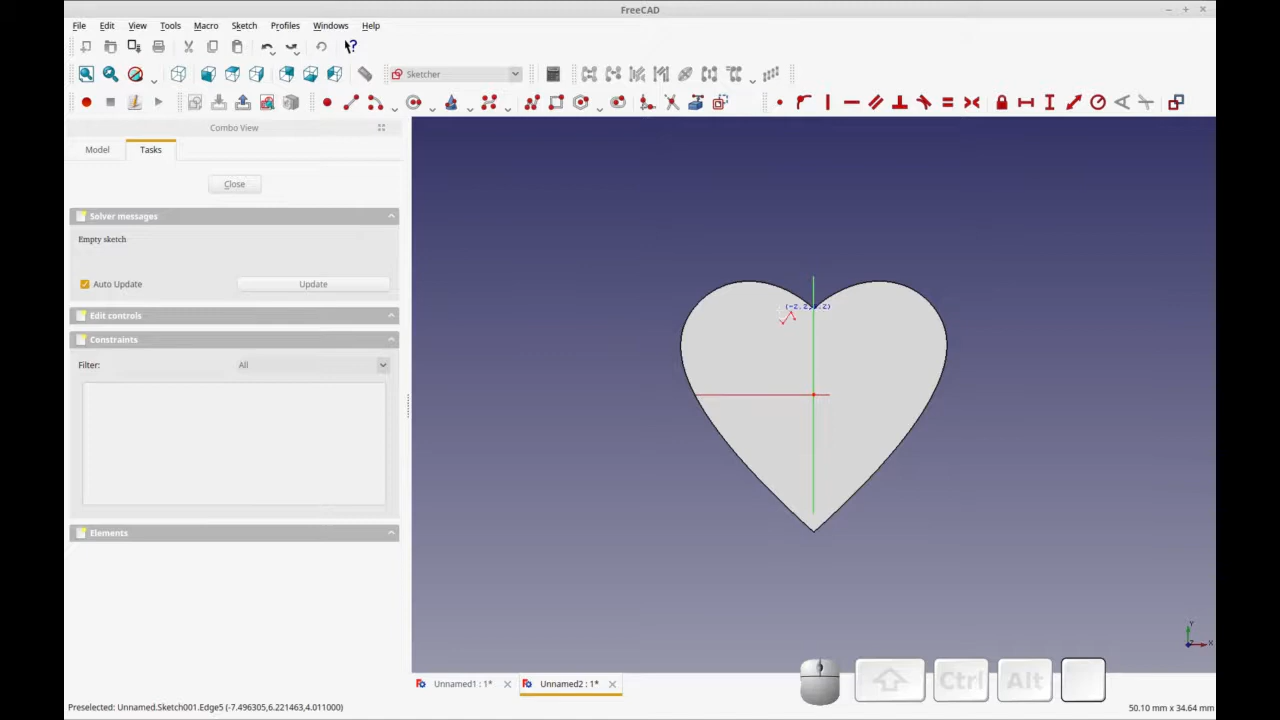 FreeCAD
File Edit View Tools Macro Sketch Profiles Windows Help
Sketcher
Combo View
Model Tasks
Close
Solver messages
Empty sketch
Auto Update Update
Edit controls
Constraints
Filter: All
Elements
Unnamed1 : 1* Unnamed2 : 1*
Ctrl Alt
Preselected: Unnamed.Sketch001.Edge5 (-7.496305,6.221463,4.011000) 50.10 mm x 34.64 mm
Y
Z X